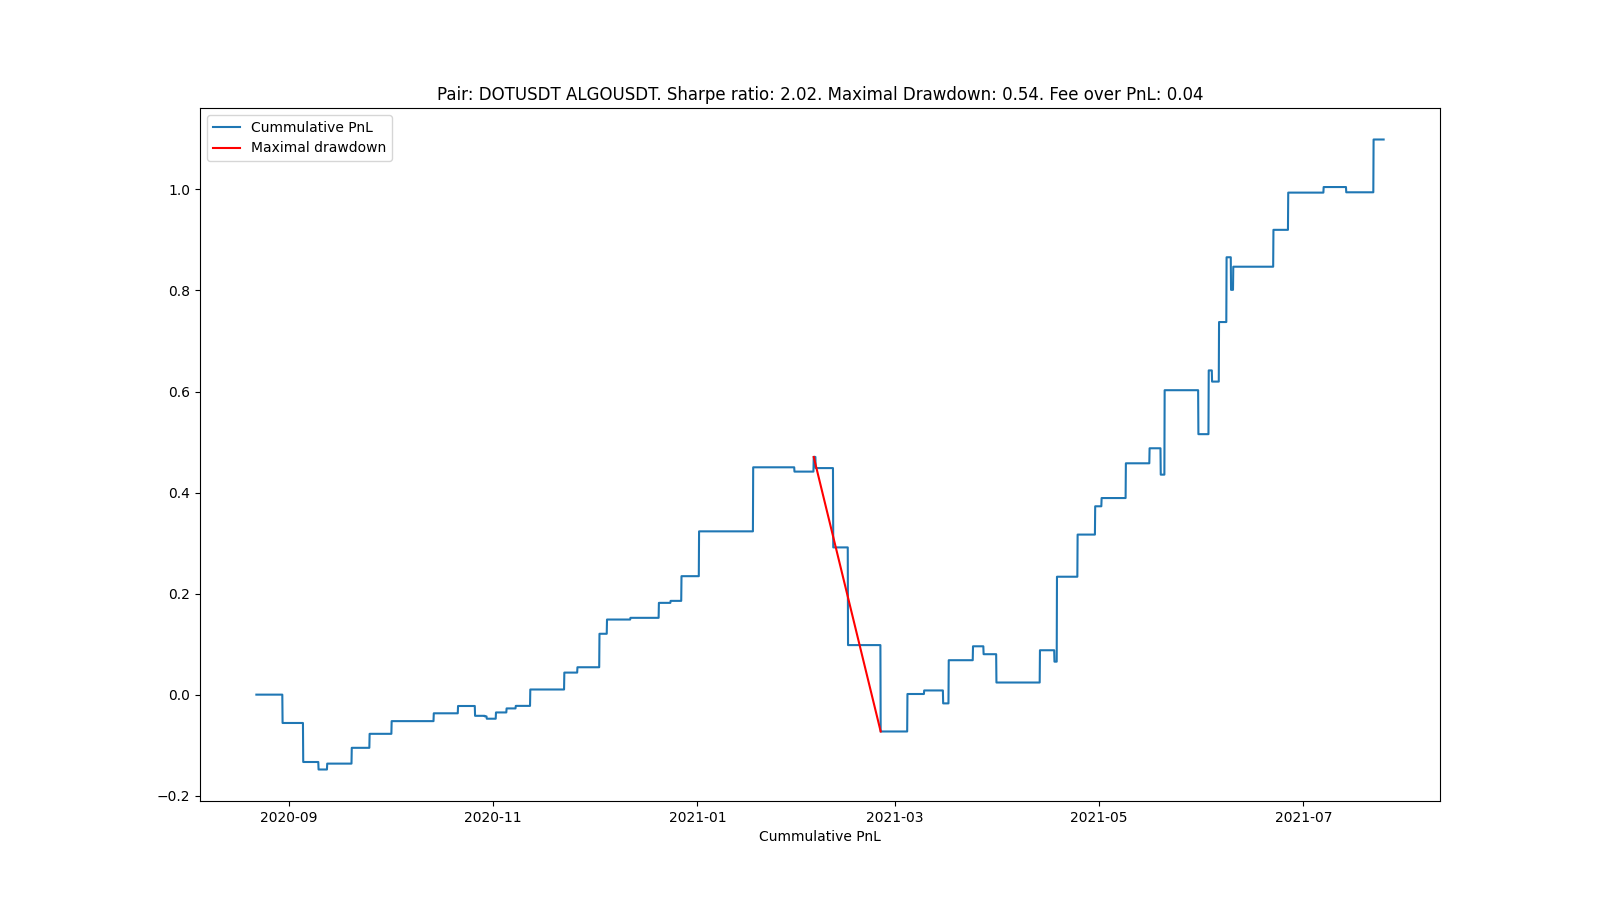 Pair: DOTUSDT ALGOUSDT. Sharpe ratio: 2.02. Maximal Drawdown: 0.54. Fee over PnL: 0.04
Cummulative PnL
Maximal drawdown
1.0
0.8
0.6
0.4
0.2
0.0
−0.2
2020-09 2020-11 2021-01 2021-03 2021-05 2021-07
Cummulative PnL